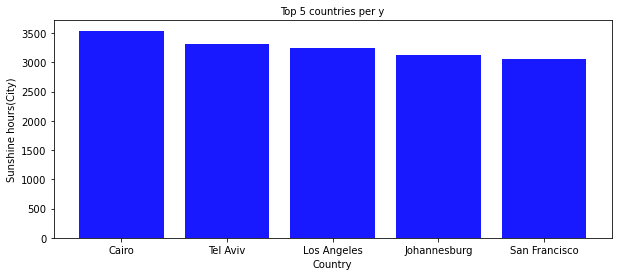 Top 5 countries per y
Sunshine hours(City)
3500
3000
2500
2000
1500
1000
500
0
Cairo
Tel Aviv
Los Angeles
Johannesburg
San Francisco
Country